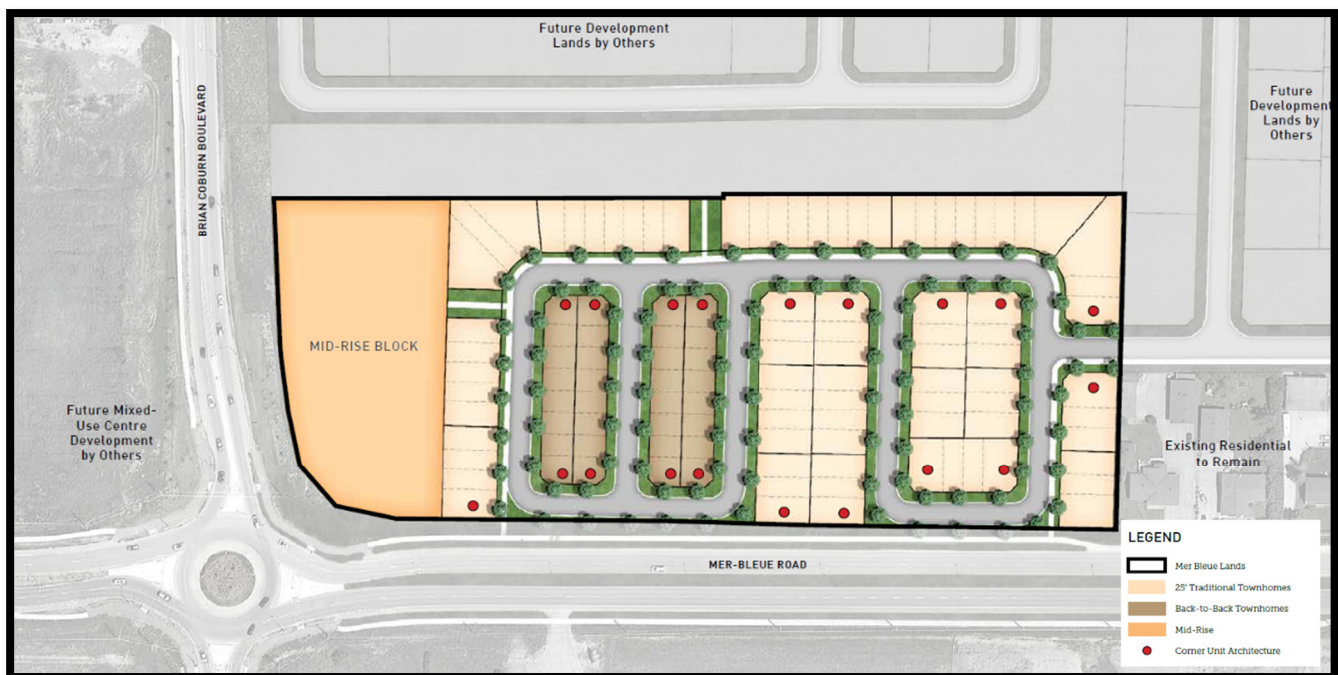 Future Development
Lands by Others
BRIAN COBURN BOULEVARD
Future
Development
Lands by
Others
MID-RISE BLOCK
Future Mixed-
Use Centre
Development
by Others
Existing Residential
to Remain
MER-BLEUE ROAD
LEGEND
Mer Bleue Lands
25' Traditional Townhomes
Back-to-Back Townhomes
Mid-Rise
Corner Unit Architecture